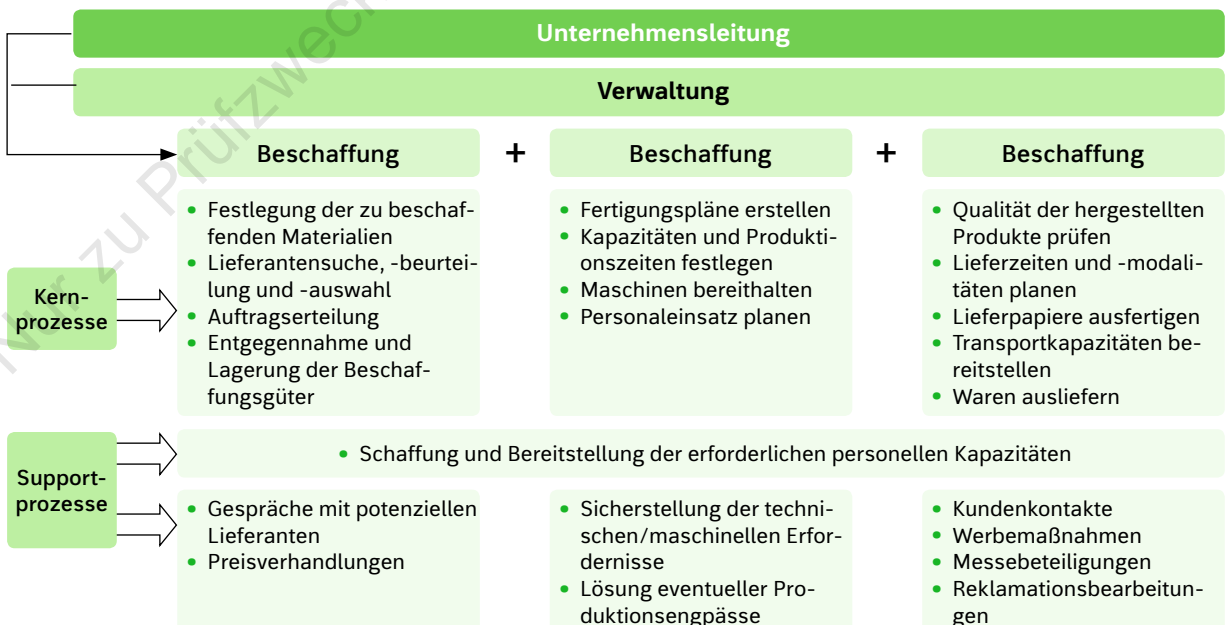 Unternehmensleitung
Verwaltung
Beschaffung + Beschaffung + Beschaffung
Kern-
prozesse
• Festlegung der zu beschaf-
fenden Materialien
• Lieferantensuche, -beurtei-
lung und -auswahl
• Auftragserteilung
• Entgegennahme und
Lagerung der Beschaf-
fungsgüter
• Fertigungspläne erstellen
• Kapazitäten und Produkti-
onszeiten festlegen
• Maschinen bereithalten
• Personaleinsatz planen
• Qualität der hergestellten
Produkte prüfen
• Lieferzeiten und -modali-
täten planen
• Lieferpapiere ausfertigen
• Transportkapazitäten be-
reitstellen
• Waren ausliefern
Support-
prozesse
• Schaffung und Bereitstellung der erforderlichen personellen Kapazitäten
• Gespräche mit potenziellen
Lieferanten
• Preisverhandlungen
• Sicherstellung der techni-
schen/maschinellen Erfor-
dernisse
• Lösung eventueller Pro-
duktionsengpässe
• Kundenkontakte
• Werbemaßnahmen
• Messebeteiligungen
• Reklamationsbearbeitun-
gen
Nur zu Prüfzwec